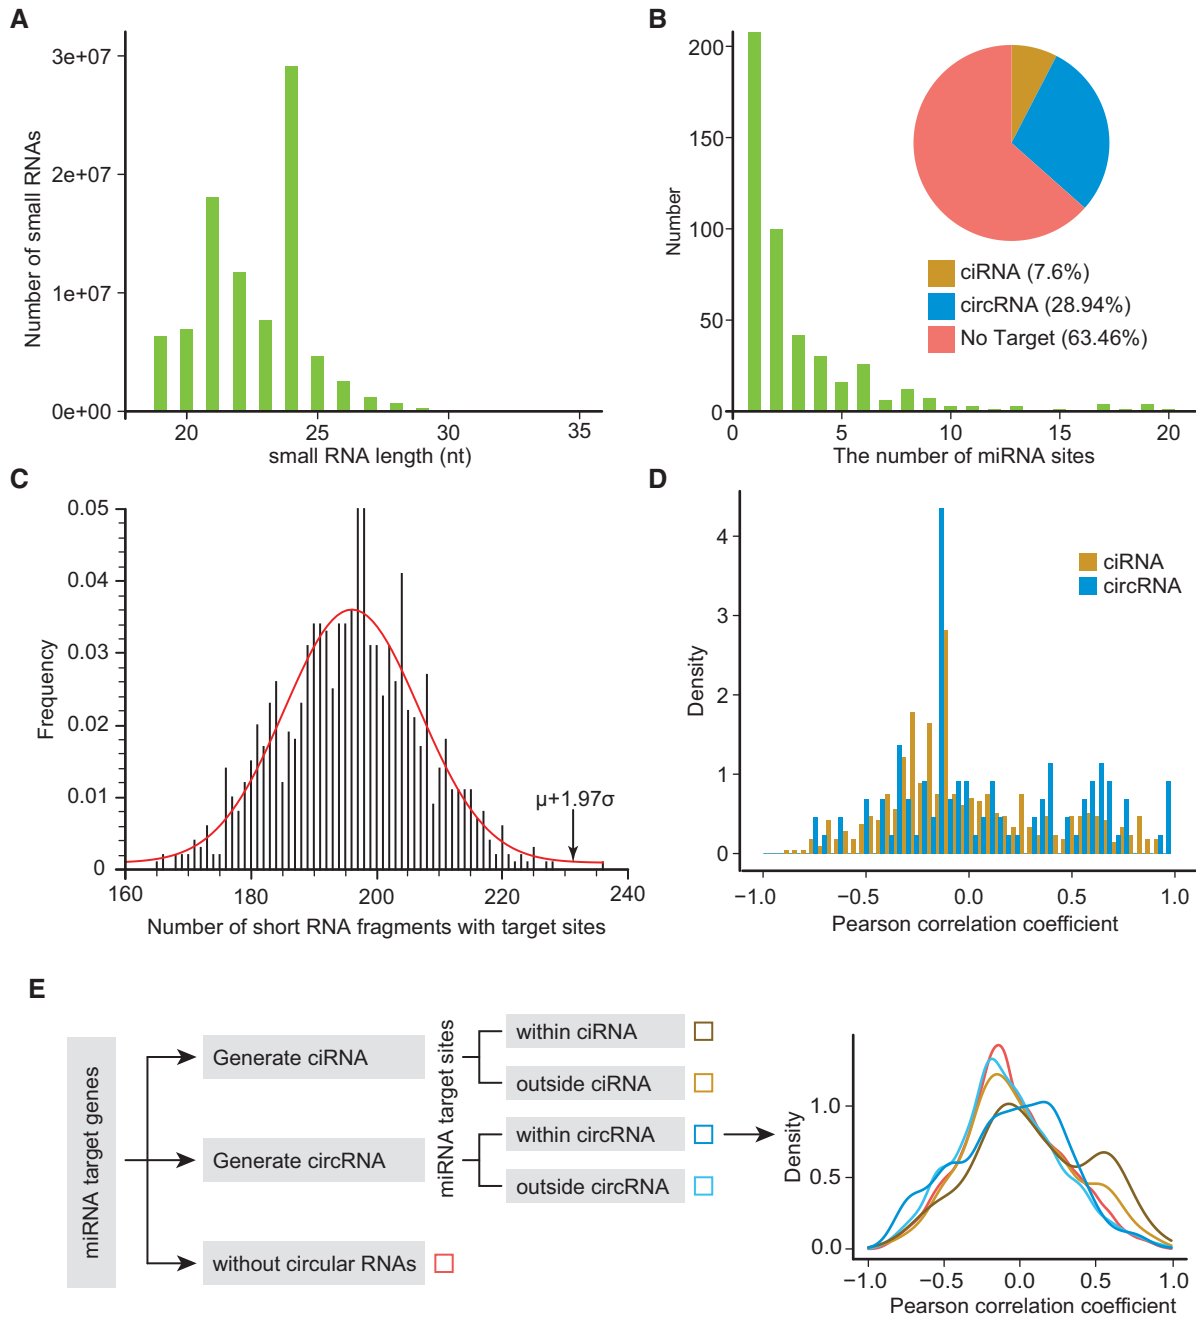 A
3e+07
2e+07
1e+07
0e+00
Number of small RNAs
20
25
30
35
small RNA length (nt)
B
200
150
100
50
0
Number
0
5
10
15
20
The number of miRNA sites
ciRNA (7.6%)
circRNA (28.94%)
No Target (63.46%)
C
0.05
0.04
0.03
0.02
0.01
0
Frequency
μ+1.97σ
160
180
200
220
240
Number of short RNA fragments with target sites
D
4
3
2
1
0
Density
ciRNA
circRNA
−1.0
−0.5
0.0
0.5
1.0
Pearson correlation coefficient
E
miRNA target genes
Generate ciRNA
Generate circRNA
without circular RNAs
miRNA target sites
within ciRNA
outside ciRNA
within circRNA
outside circRNA
1.0
0.5
0.0
Density
−1.0
−0.5
0.0
0.5
1.0
Pearson correlation coefficient